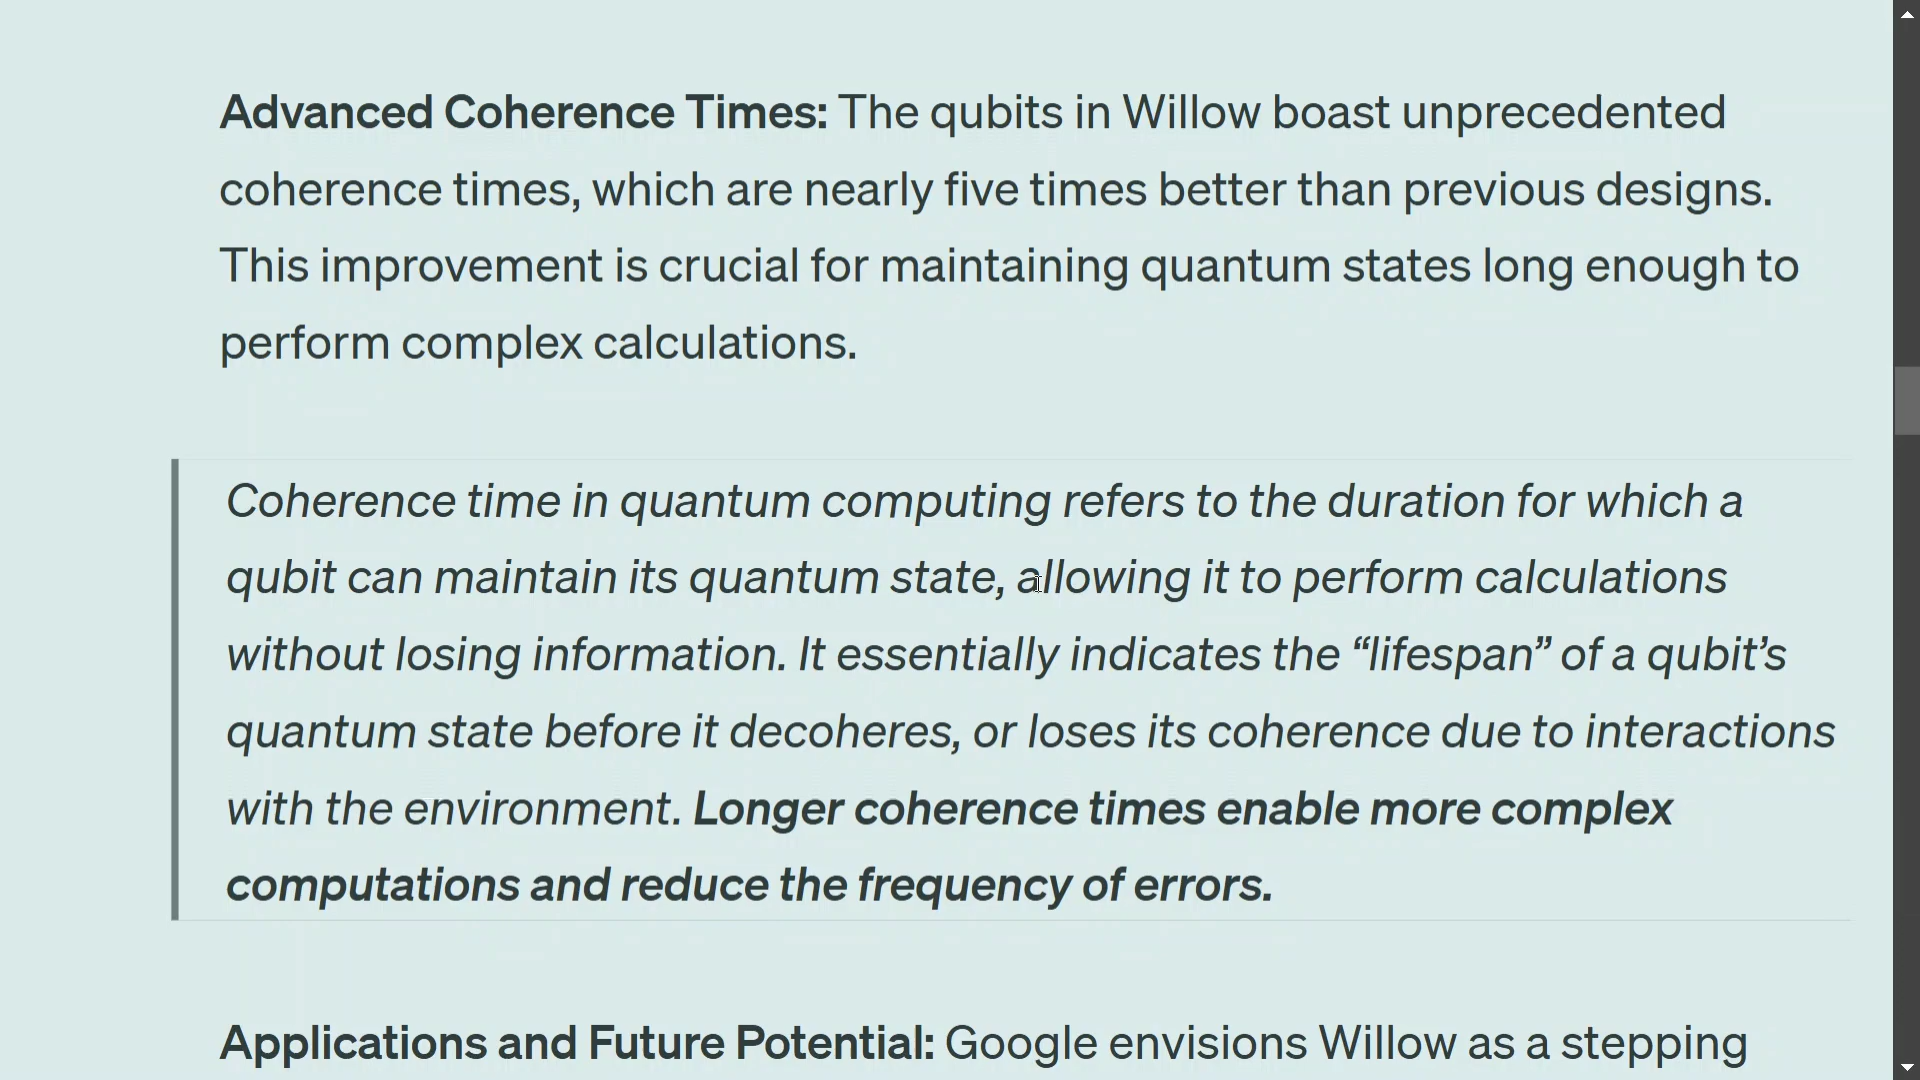 Advanced Coherence Times: The qubits in Willow boast unprecedented
coherence times, which are nearly five times better than previous designs.
This improvement is crucial for maintaining quantum states long enough to
perform complex calculations.
Coherence time in quantum computing refers to the duration for which a
qubit can maintain its quantum state, allowing it to perform calculations
without losing information. It essentially indicates the “lifespan” of a qubit’s
quantum state before it decoheres, or loses its coherence due to interactions
with the environment. Longer coherence times enable more complex
computations and reduce the frequency of errors.
Applications and Future Potential: Google envisions Willow as a stepping